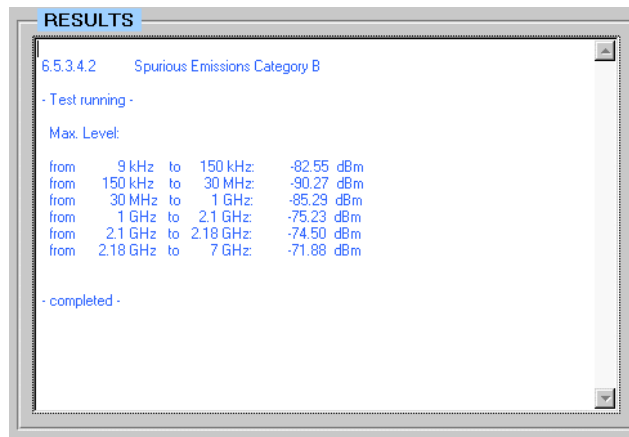 RESULTS
6.5.3.4.2 Spurious Emissions Category B
- Test running -
Max. Level:
from 9 kHz to 150 kHz: -82.55 dBm
from 150 kHz to 30 MHz: -90.27 dBm
from 30 MHz to 1 GHz: -85.29 dBm
from 1 GHz to 2.1 GHz: -75.23 dBm
from 2.1 GHz to 2.18 GHz: -74.50 dBm
from 2.18 GHz to 7 GHz: -71.88 dBm
- completed -